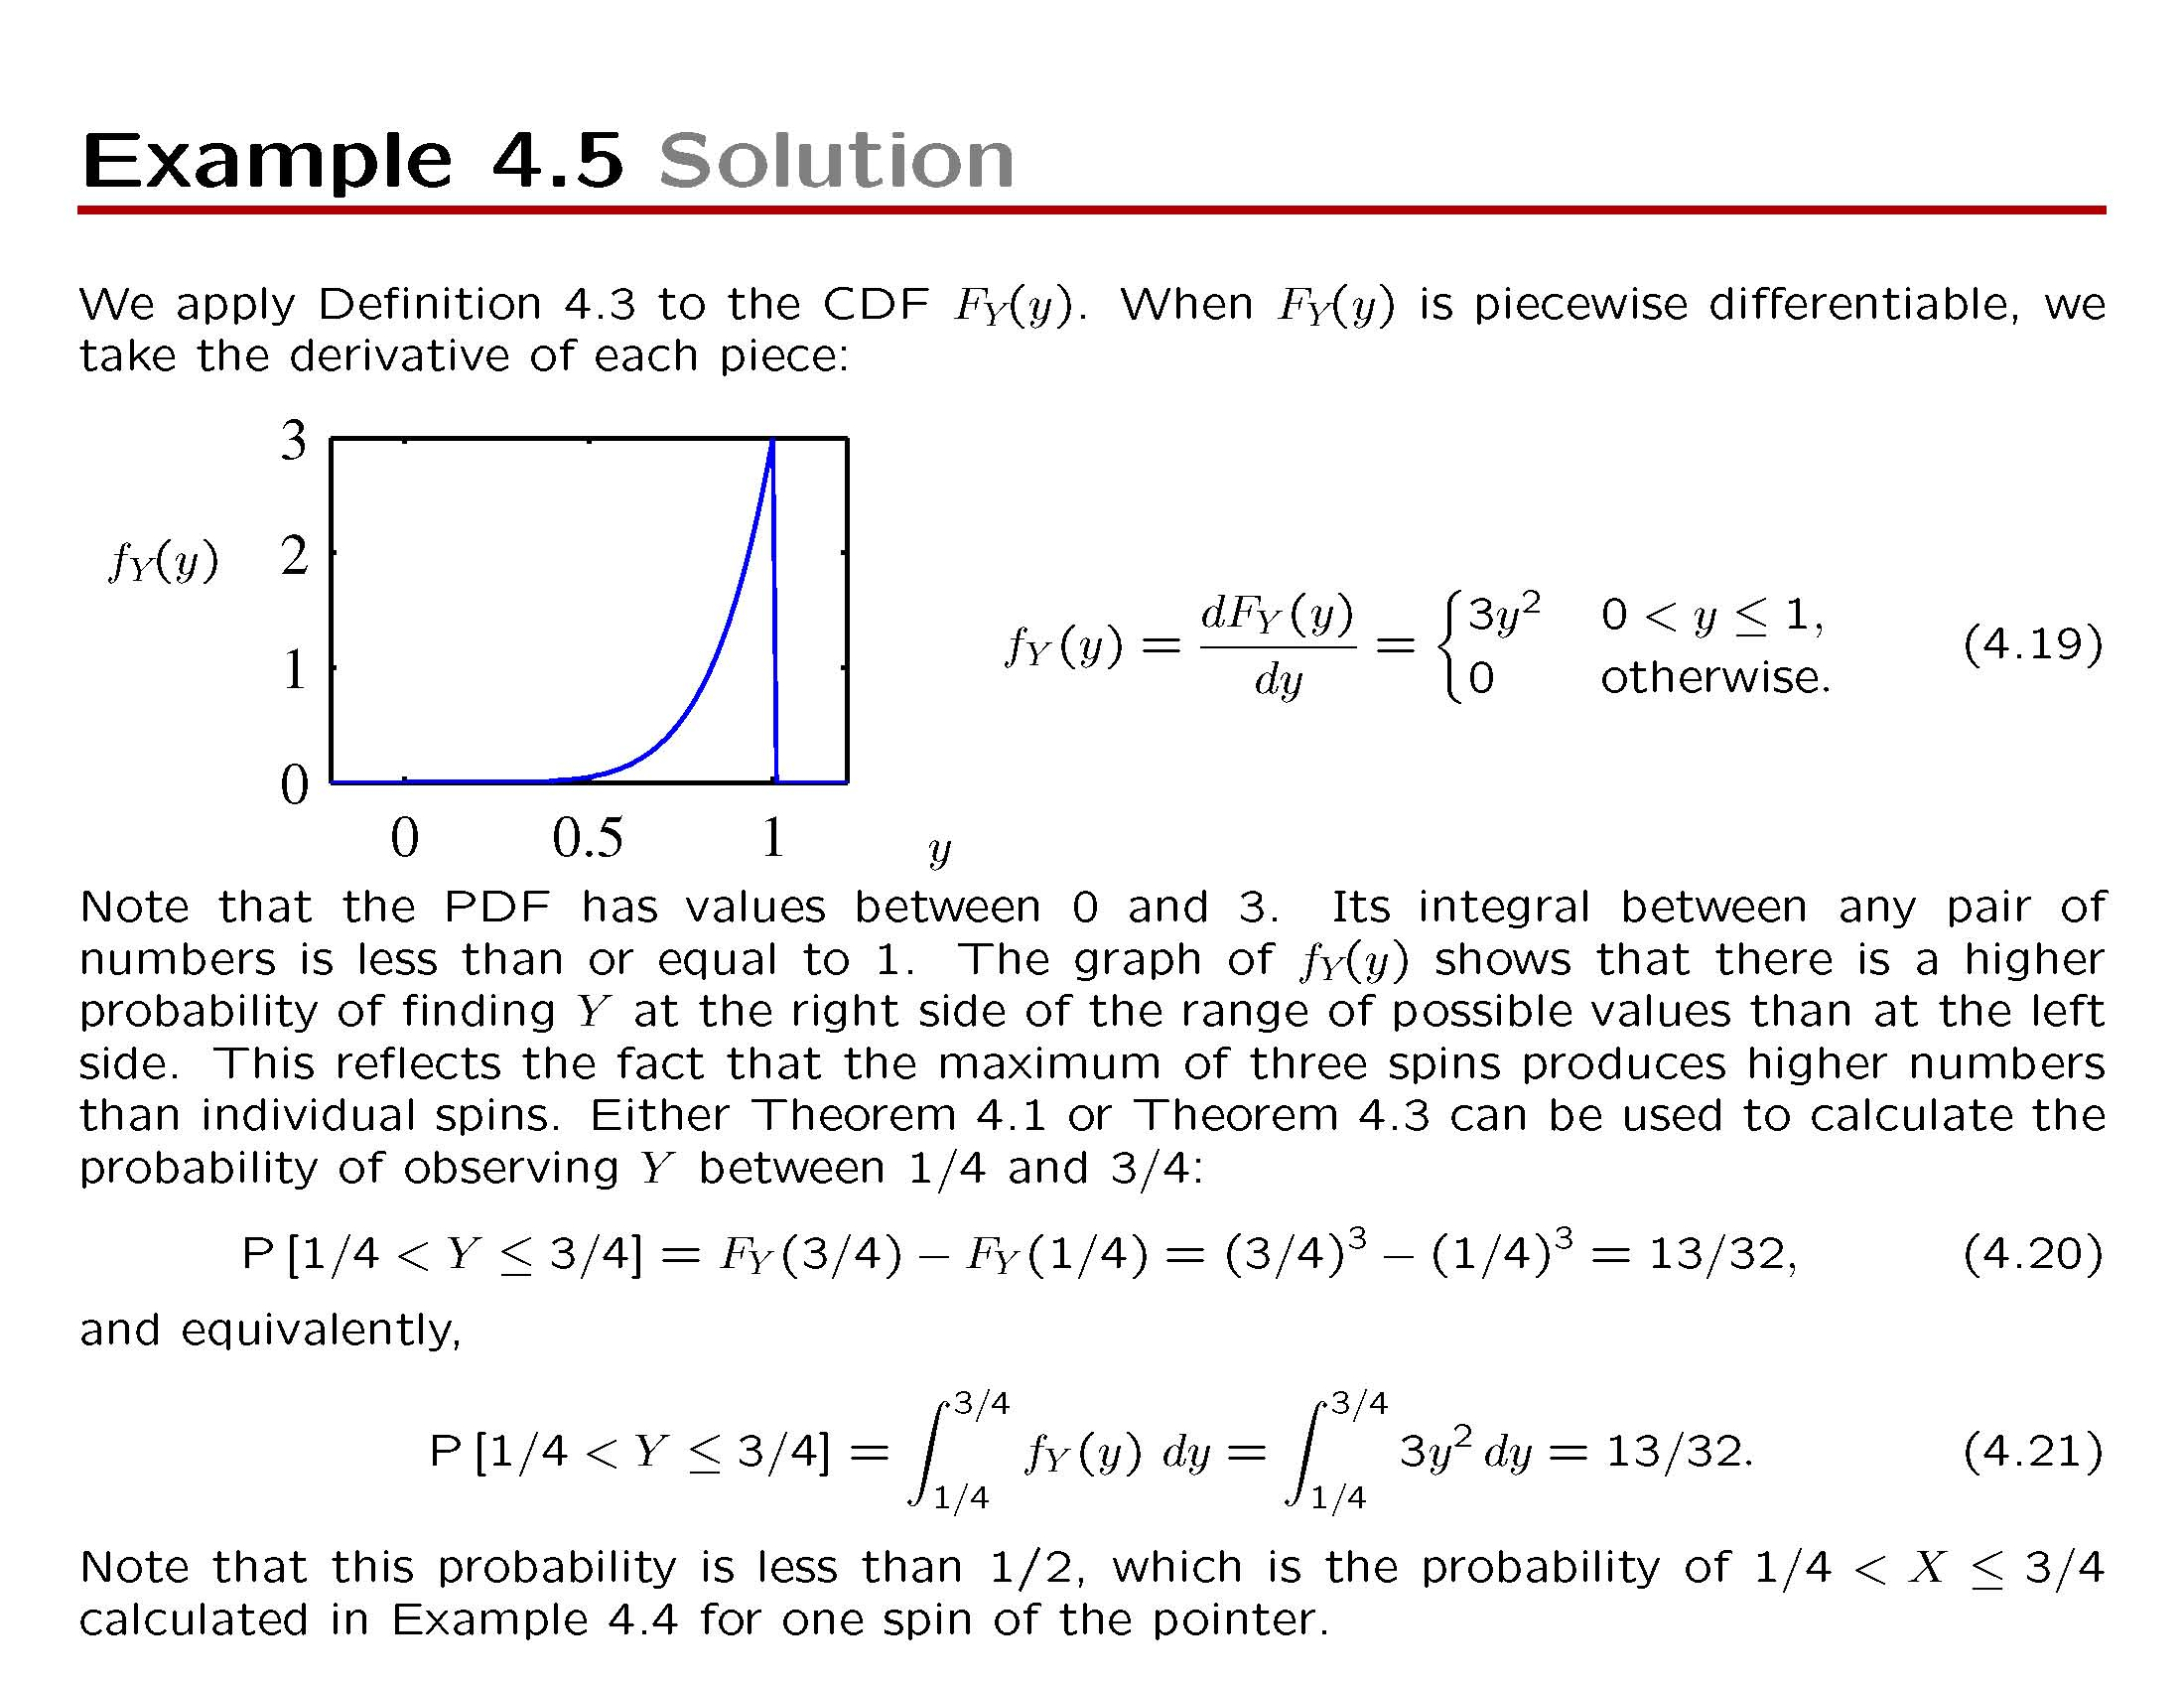 Example 4.5 Solution
We apply Definition 4.3 to the CDF F_Y(y). When F_Y(y) is piecewise differentiable, we
take the derivative of each piece:
3
2
1
0
f_Y(y)
0 0.5 1 y
f_Y(y) = dF_Y(y)/dy = { 3y² 0 < y ≤ 1, 0 otherwise. (4.19)
Note that the PDF has values between 0 and 3. Its integral between any pair of
numbers is less than or equal to 1. The graph of f_Y(y) shows that there is a higher
probability of finding Y at the right side of the range of possible values than at the left
side. This reflects the fact that the maximum of three spins produces higher numbers
than individual spins. Either Theorem 4.1 or Theorem 4.3 can be used to calculate the
probability of observing Y between 1/4 and 3/4:
P [1/4 < Y ≤ 3/4] = F_Y(3/4) − F_Y(1/4) = (3/4)³ − (1/4)³ = 13/32, (4.20)
and equivalently,
P [1/4 < Y ≤ 3/4] = ∫_{1/4}^{3/4} f_Y(y) dy = ∫_{1/4}^{3/4} 3y² dy = 13/32. (4.21)
Note that this probability is less than 1/2, which is the probability of 1/4 < X ≤ 3/4
calculated in Example 4.4 for one spin of the pointer.